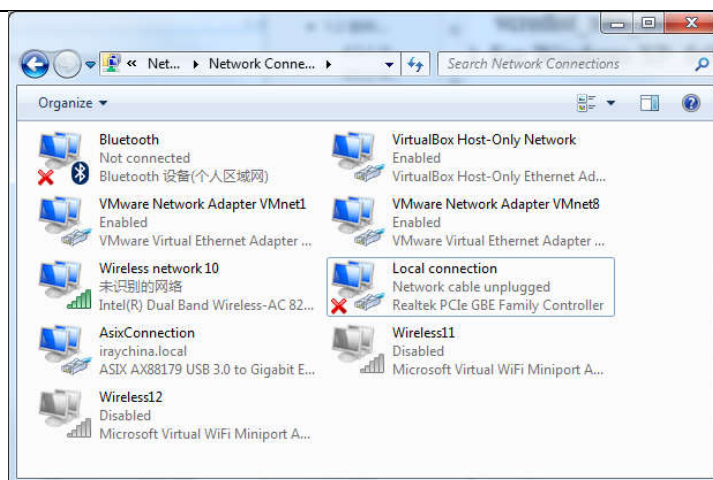 Net... Network Conne...
Search Network Connections
Organize
Bluetooth
Not connected
Bluetooth 设备(个人区域网)
VirtualBox Host-Only Network
Enabled
VirtualBox Host-Only Ethernet Ad...
VMware Network Adapter VMnet1
Enabled
VMware Virtual Ethernet Adapter ...
VMware Network Adapter VMnet8
Enabled
VMware Virtual Ethernet Adapter ...
Wireless network 10
未识别的网络
Intel(R) Dual Band Wireless-AC 82...
Local connection
Network cable unplugged
Realtek PCIe GBE Family Controller
AsixConnection
iraychina.local
ASIX AX88179 USB 3.0 to Gigabit E...
Wireless11
Disabled
Microsoft Virtual WiFi Miniport A...
Wireless12
Disabled
Microsoft Virtual WiFi Miniport A...